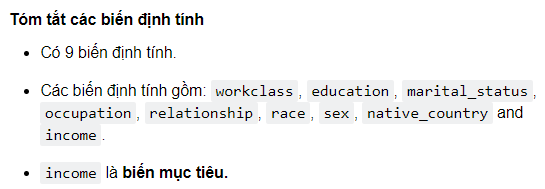 Tóm tắt các biến định tính
Có 9 biến định tính.
Các biến định tính gồm: workclass , education , marital_status ,
occupation , relationship , race , sex , native_country and
income .
income là biến mục tiêu.